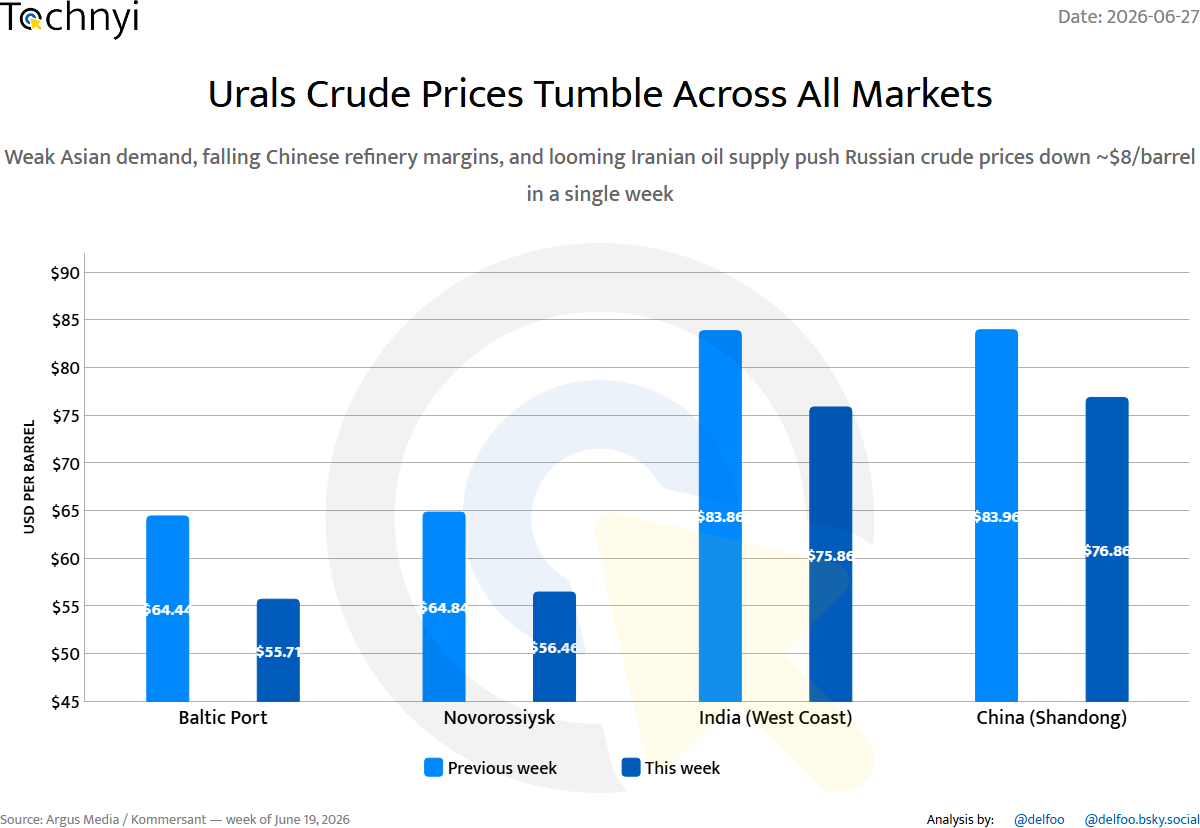 Technyi
Date: 2026-06-27
Urals Crude Prices Tumble Across All Markets
Weak Asian demand, falling Chinese refinery margins, and looming Iranian oil supply push Russian crude prices down ~$8/barrel
in a single week
USD PER BARREL
$90
$85
$80
$75
$70
$65
$60
$55
$50
$45
$64.44
$55.71
$64.84
$56.46
$83.86
$75.86
$83.96
$76.86
Baltic Port
Novorossiysk
India (West Coast)
China (Shandong)
Previous week
This week
Source: Argus Media / Kommersant — week of June 19, 2026
Analysis by: @delfoo @delfoo.bsky.social